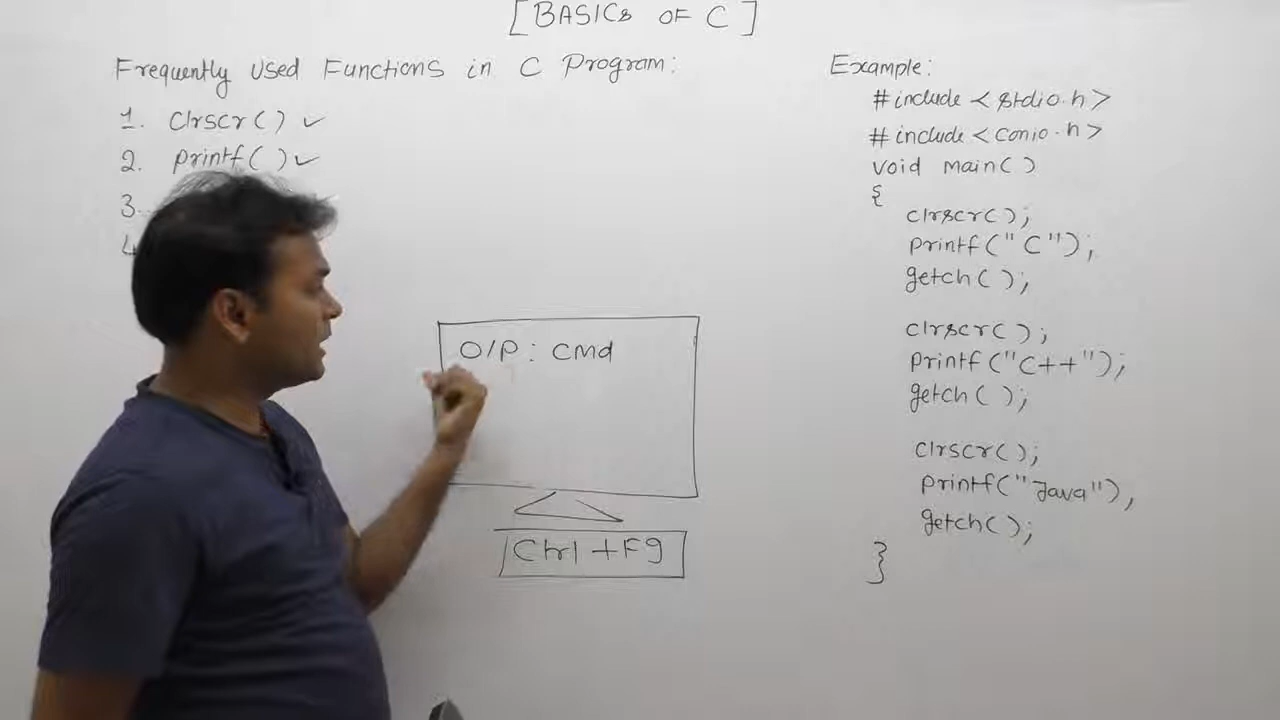 [BASICs OF C]
Frequently Used Functions in C Program:
1. Clrscr() ✓
2. printf() ✓
3.
4.
O/P: CMd
Ctrl+F9
Example:
#include <stdio.h>
#include <conio.h>
void main()
{
clrscr();
printf("C");
getch();
clrscr();
printf("C++");
getch();
clrscr();
printf("Java"),
getch();
}